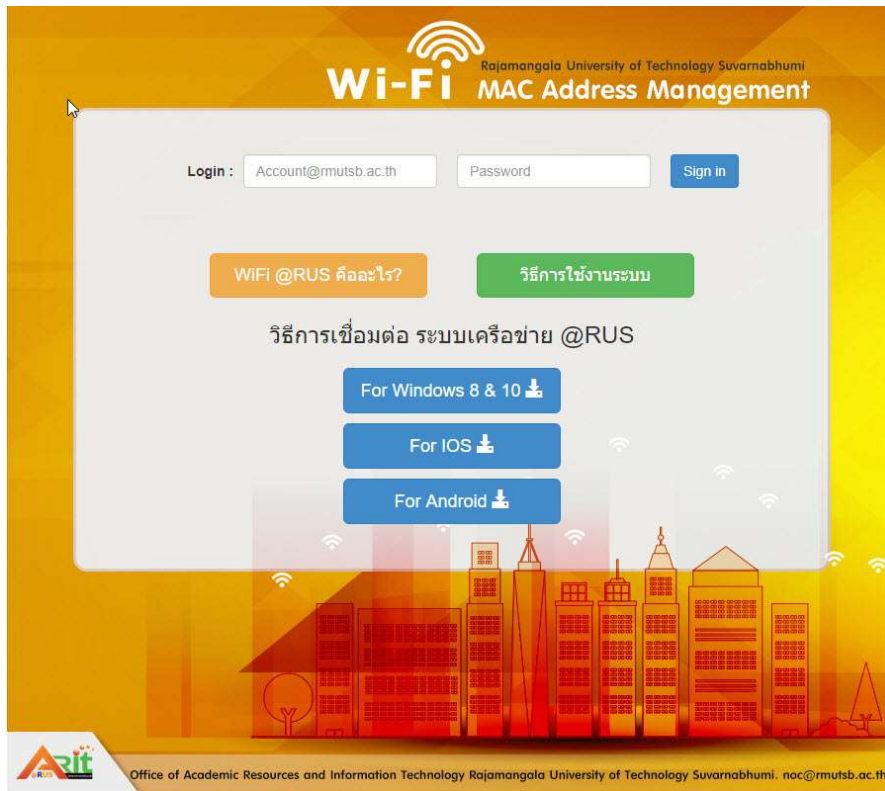 Rajamangala University of Technology Suvarnabhumi
Wi-Fi MAC Address Management
Login : Account@rmutsb.ac.th Password Sign in
WiFi @RUS คืออะไร? วิธีการใช้งานระบบ
วิธีการเชื่อมต่อ ระบบเครือข่าย @RUS
For Windows 8 & 10
For IOS
For Android
Arit
@RUS
Office of Academic Resources and Information Technology Rajamangala University of Technology Suvarnabhumi. noc@rmutsb.ac.th